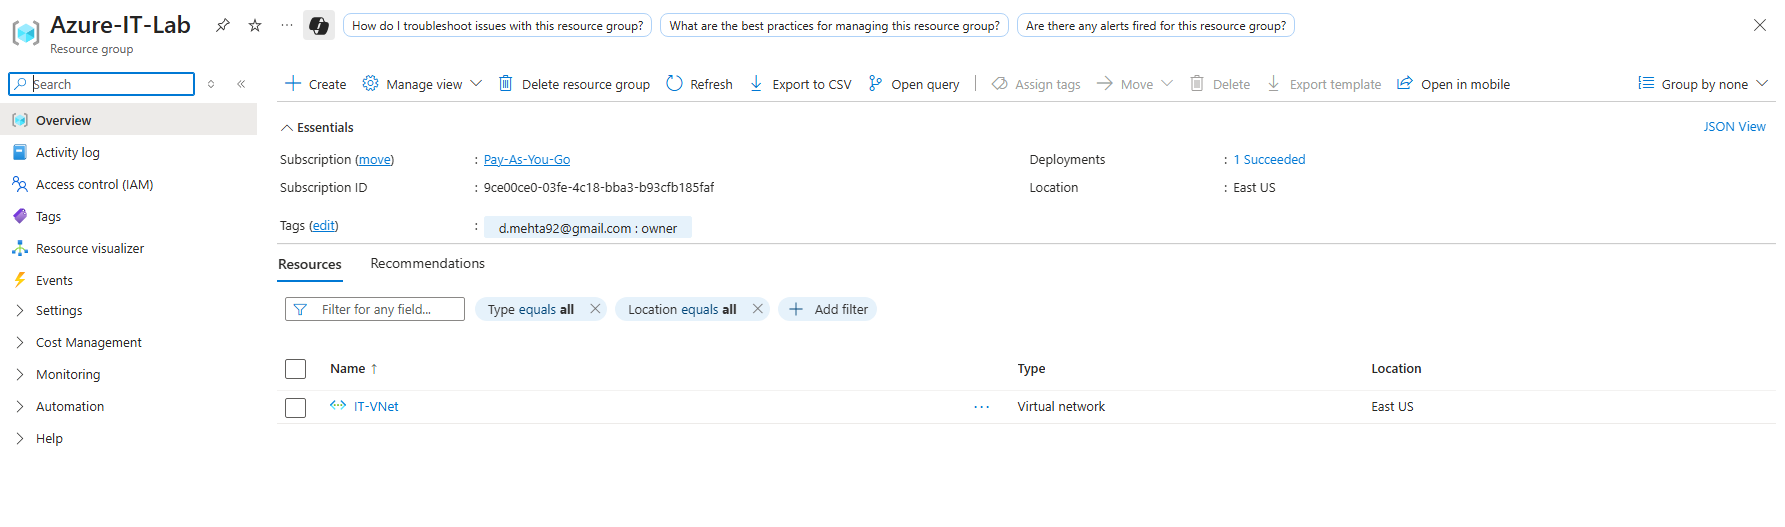 Azure-IT-Lab
Resource group
How do I troubleshoot issues with this resource group?
What are the best practices for managing this resource group?
Are there any alerts fired for this resource group?
Search
Create
Manage view
Delete resource group
Refresh
Export to CSV
Open query
Assign tags
Move
Delete
Export template
Open in mobile
Group by none
Overview
Activity log
Access control (IAM)
Tags
Resource visualizer
Events
Settings
Cost Management
Monitoring
Automation
Help
Essentials
JSON View
Subscription (move) : Pay-As-You-Go
Subscription ID : 9ce00ce0-03fe-4c18-bba3-b93cfb185faf
Tags (edit) : d.mehta92@gmail.com : owner
Deployments : 1 Succeeded
Location : East US
Resources
Recommendations
Filter for any field...
Type equals all
Location equals all
Add filter
Name ↑ Type Location
IT-VNet ··· Virtual network East US